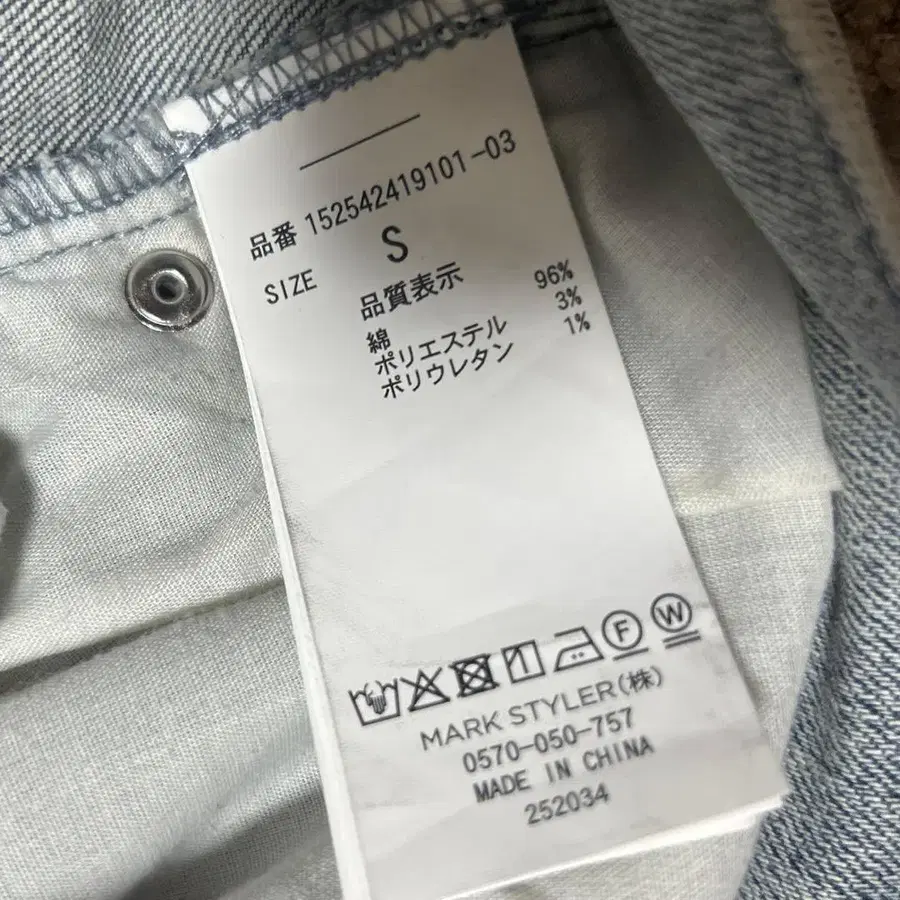 品番 152542419101-03
SIZE S
品質表示
綿 96%
ポリエステル 3%
ポリウレタン 1%
F W
MARK STYLER(株)
0570-050-757
MADE IN CHINA
252034